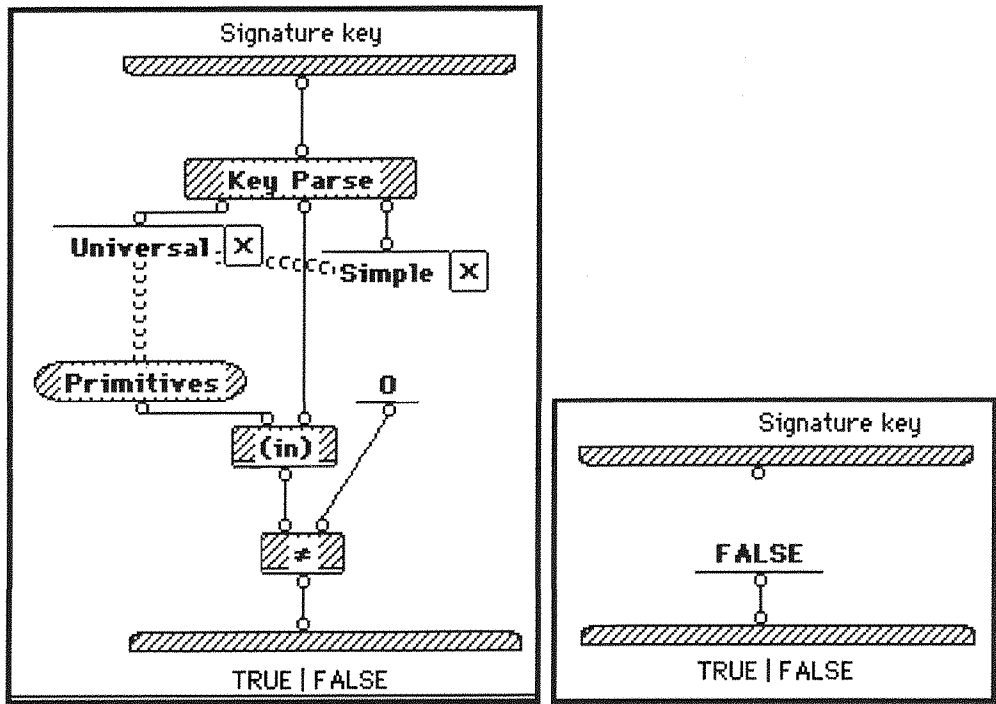 Signature key
Key Parse
Universal X
Simple X
Primitives
0
(in)
≠
TRUE | FALSE
Signature key
FALSE
TRUE | FALSE